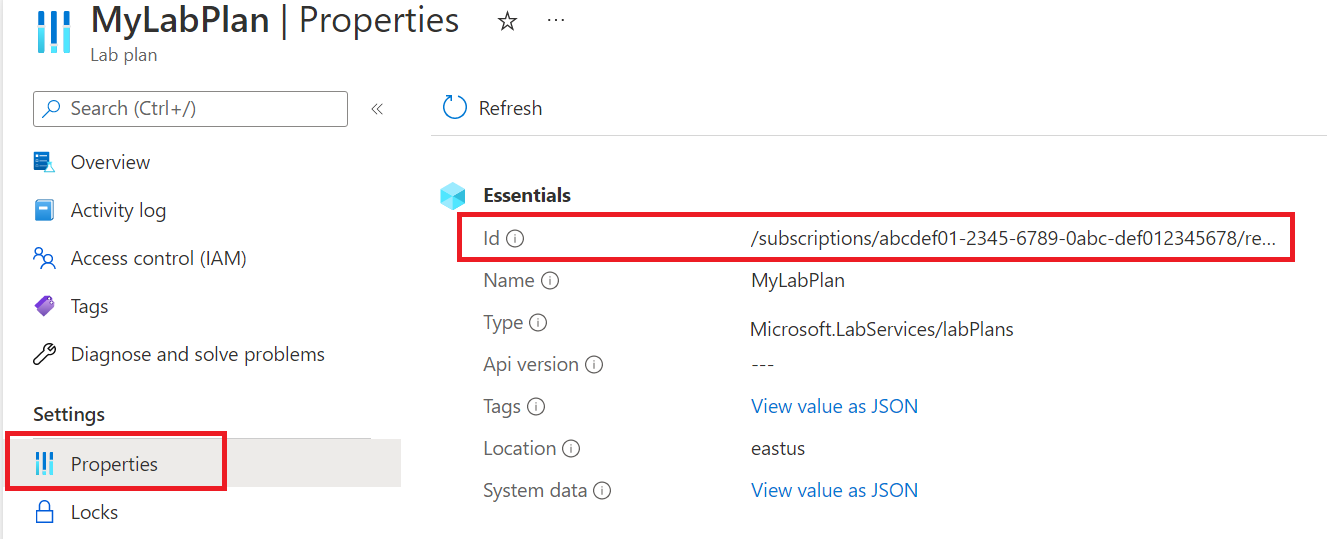 MyLabPlan | Properties ☆ ···
Lab plan
Search (Ctrl+/)
«
Overview
Activity log
Access control (IAM)
Tags
Diagnose and solve problems
Settings
Properties
Locks
Refresh
Essentials
Id /subscriptions/abcdef01-2345-6789-0abc-def012345678/re...
Name MyLabPlan
Type Microsoft.LabServices/labPlans
Api version ---
Tags View value as JSON
Location eastus
System data View value as JSON